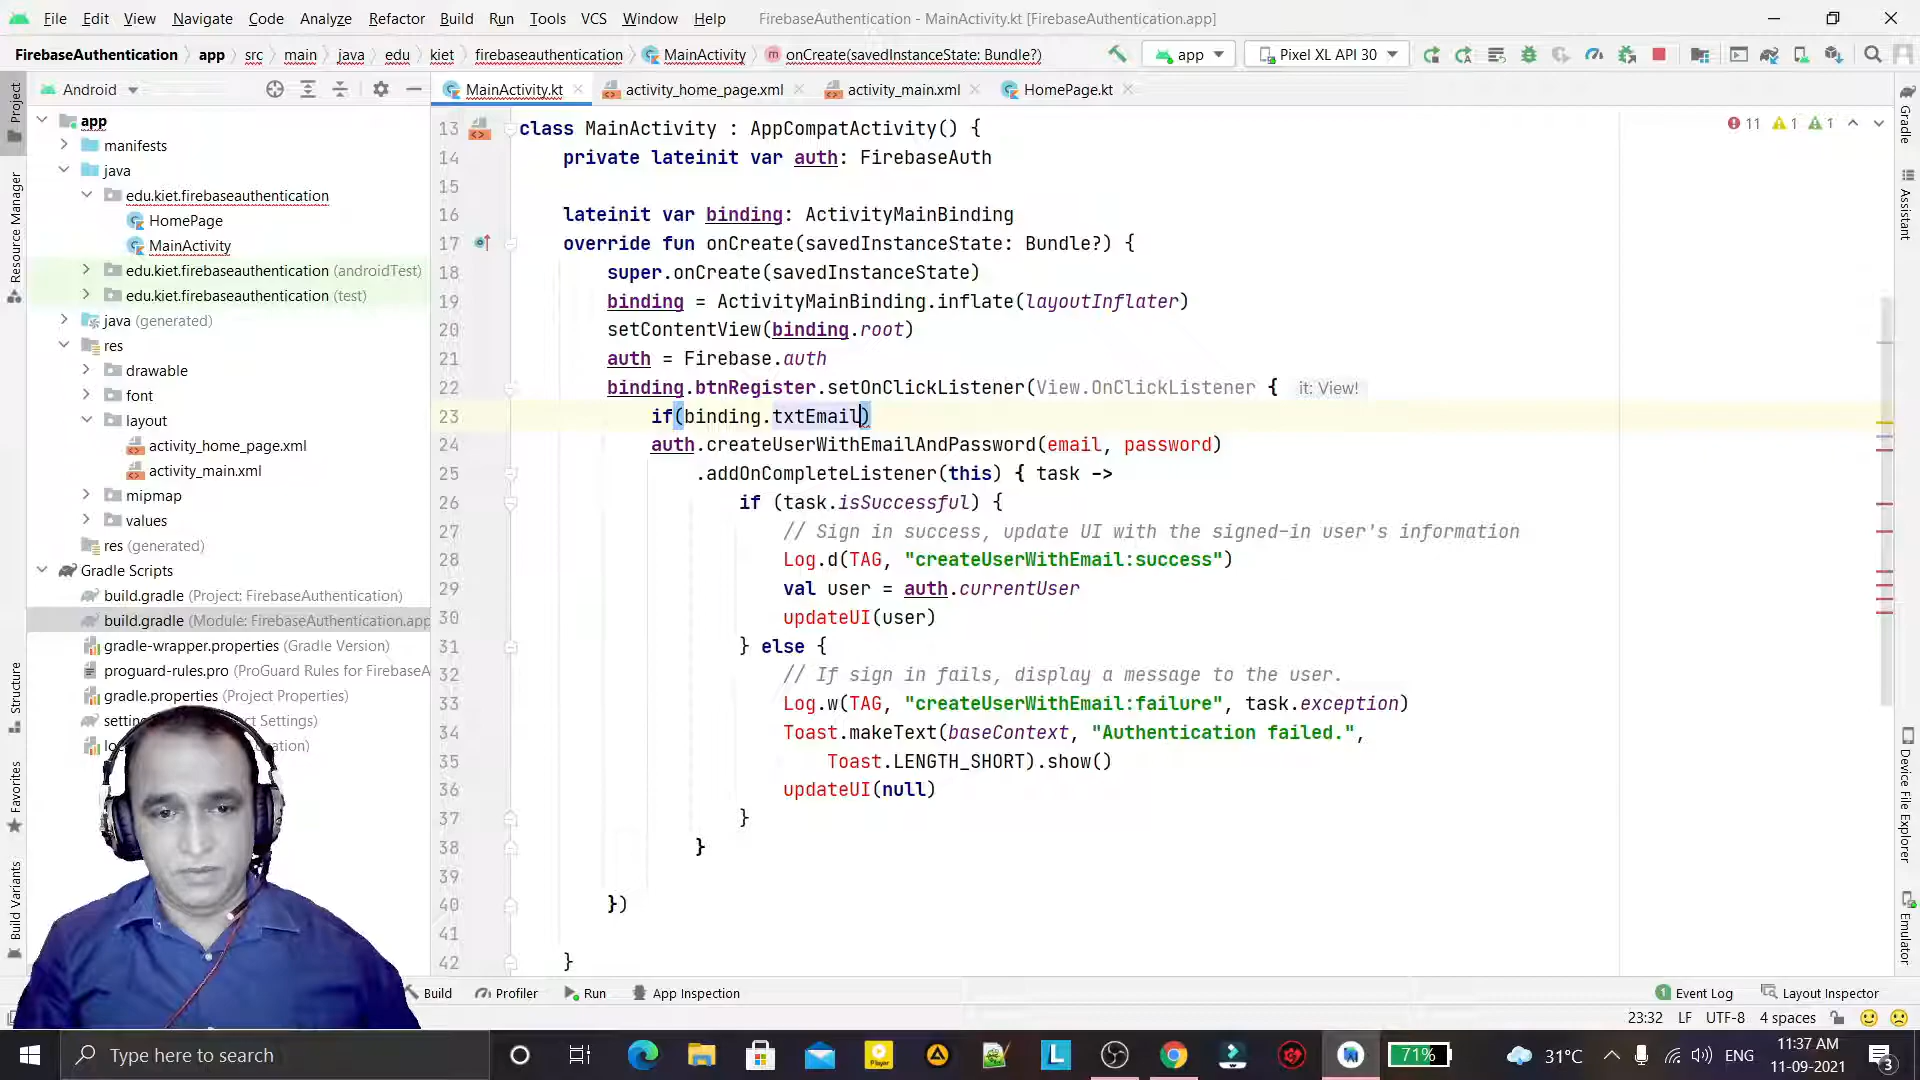 File Edit View Navigate Code Analyze Refactor Build Run Tools VCS Window Help FirebaseAuthentication - MainActivity.kt [FirebaseAuthentication.app]
FirebaseAuthentication app src main java edu kiet firebaseauthentication MainActivity onCreate(savedInstanceState: Bundle?) app Pixel XL API 30
Android MainActivity.kt activity_home_page.xml activity_main.xml HomePage.kt
Project
Resource Manager
Structure
Favorites
Build Variants
app
manifests
java
edu.kiet.firebaseauthentication
HomePage
MainActivity
edu.kiet.firebaseauthentication (androidTest)
edu.kiet.firebaseauthentication (test)
java (generated)
res
drawable
font
layout
activity_home_page.xml
activity_main.xml
mipmap
values
res (generated)
Gradle Scripts
build.gradle (Project: FirebaseAuthentication)
build.gradle (Module: FirebaseAuthentication.app
gradle-wrapper.properties (Gradle Version)
proguard-rules.pro (ProGuard Rules for FirebaseA
gradle.properties (Project Properties)
Settings)
11 1 1
13 class MainActivity : AppCompatActivity() {
14 private lateinit var auth: FirebaseAuth
15
16 lateinit var binding: ActivityMainBinding
17 override fun onCreate(savedInstanceState: Bundle?) {
18 super.onCreate(savedInstanceState)
19 binding = ActivityMainBinding.inflate(layoutInflater)
20 setContentView(binding.root)
21 auth = Firebase.auth
22 binding.btnRegister.setOnClickListener(View.OnClickListener { it: View!
23 if(binding.txtEmail)
24 auth.createUserWithEmailAndPassword(email, password)
25 .addOnCompleteListener(this) { task ->
26 if (task.isSuccessful) {
27 // Sign in success, update UI with the signed-in user's information
28 Log.d(TAG, "createUserWithEmail:success")
29 val user = auth.currentUser
30 updateUI(user)
31 } else {
32 // If sign in fails, display a message to the user.
33 Log.w(TAG, "createUserWithEmail:failure", task.exception)
34 Toast.makeText(baseContext, "Authentication failed.",
35 Toast.LENGTH_SHORT).show()
36 updateUI(null)
37 }
38 }
39
40 })
41
42 }
Gradle
Assistant
Device File Explorer
Emulator
Build Profiler Run App Inspection 1 Event Log Layout Inspector
23:32 LF UTF-8 4 spaces
Type here to search 71% 31°C ENG 11:37 AM
11-09-2021 3